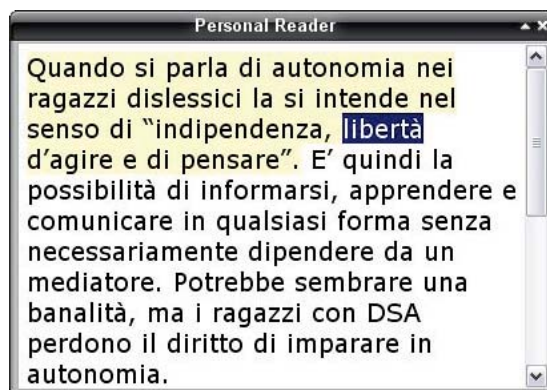 Personal Reader
Quando si parla di autonomia nei
ragazzi dislessici la si intende nel
senso di “indipendenza, libertà
d’agire e di pensare”. E’ quindi la
possibilità di informarsi, apprendere e
comunicare in qualsiasi forma senza
necessariamente dipendere da un
mediatore. Potrebbe sembrare una
banalità, ma i ragazzi con DSA
perdono il diritto di imparare in
autonomia.